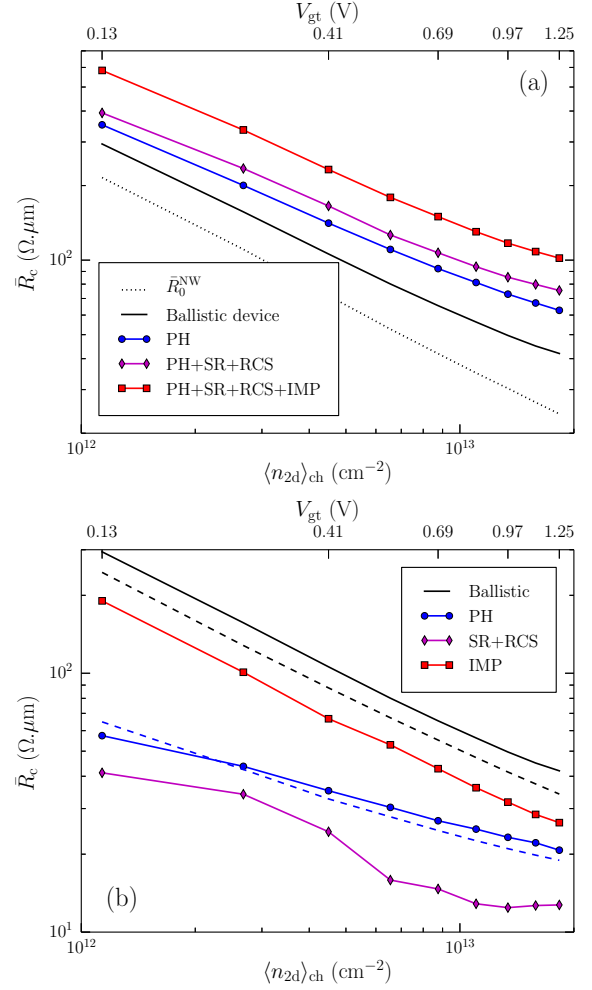 V_gt (V)
0.13 0.41 0.69 0.97 1.25
(a)
R̄_c (Ω.μm)
10^2
R̄_0^NW
Ballistic device
PH
PH+SR+RCS
PH+SR+RCS+IMP
10^12 10^13
⟨n_2d⟩_ch (cm^−2)
V_gt (V)
0.13 0.41 0.69 0.97 1.25
Ballistic
PH
SR+RCS
IMP
R̄_c (Ω.μm)
10^2
(b)
10^1
10^12 10^13
⟨n_2d⟩_ch (cm^−2)